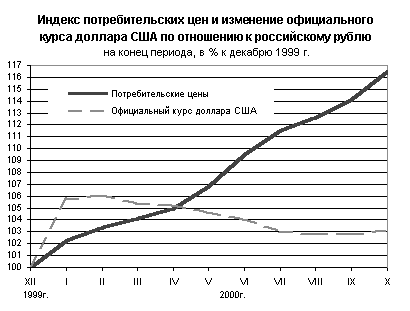 Индекс потребительских цен и изменение официального
курса доллара США по отношению к российскому рублю
на конец периода, в % к декабрю 1999 г.
117
116
115
114
113
112
111
110
109
108
107
106
105
104
103
102
101
100
Потребительские цены
Официальный курс доллара США
XII I II III IV V VI VII VIII IX X
1999г. 2000г.